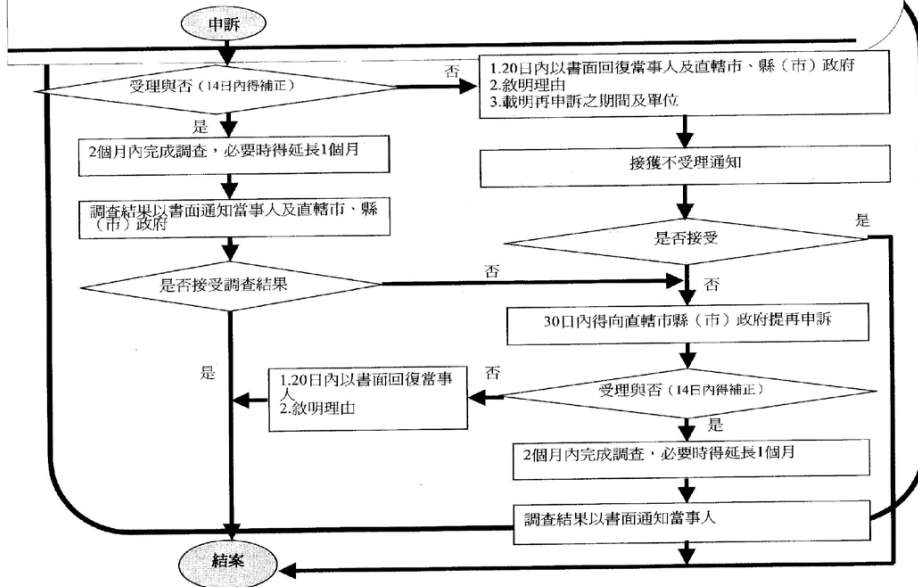 申訴
受理與否（14日內得補正）
否
1.20日內以書面回復當事人及直轄市、縣（市）政府
2.敘明理由
3.載明再申訴之期間及單位
是
2個月內完成調查，必要時得延長1個月
接獲不受理通知
調查結果以書面通知當事人及直轄市、縣
（市）政府
是否接受
是
是否接受調查結果
否
否
30日內得向直轄市縣（市）政府提再申訴
是
1.20日內以書面回復當事
人
2.敘明理由
否
受理與否（14日內得補正）
是
2個月內完成調查，必要時得延長1個月
調查結果以書面通知當事人
結案